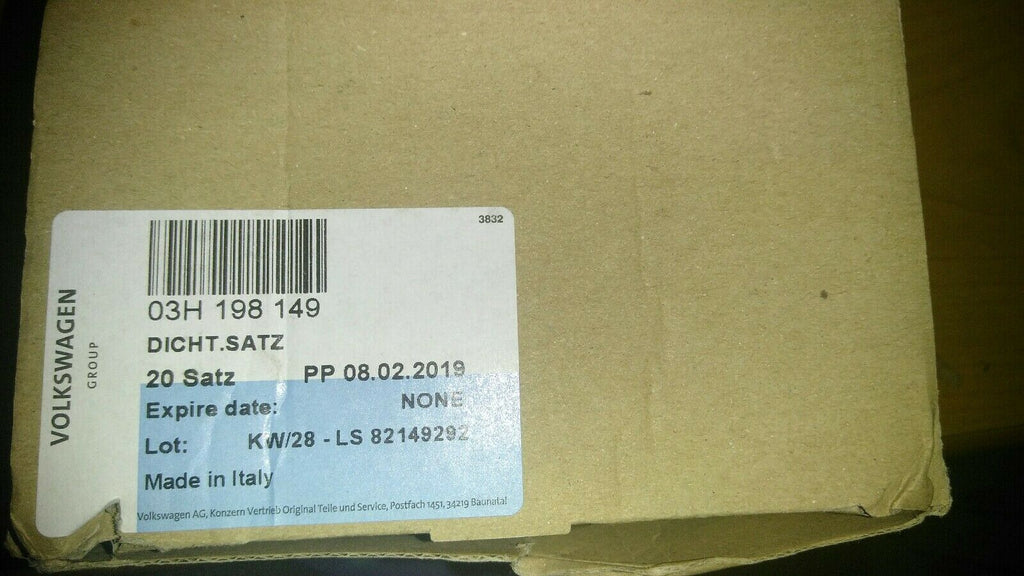 3832
03H 198 149
DICHT.SATZ
20 Satz PP 08.02.2019
Expire date: NONE
Lot: KW/28 - LS 82149292
Made in Italy
Volkswagen AG, Konzern Vertrieb Original Teile und Service, Postfach 1451, 34219 Baunatal
VOLKSWAGEN
GROUP